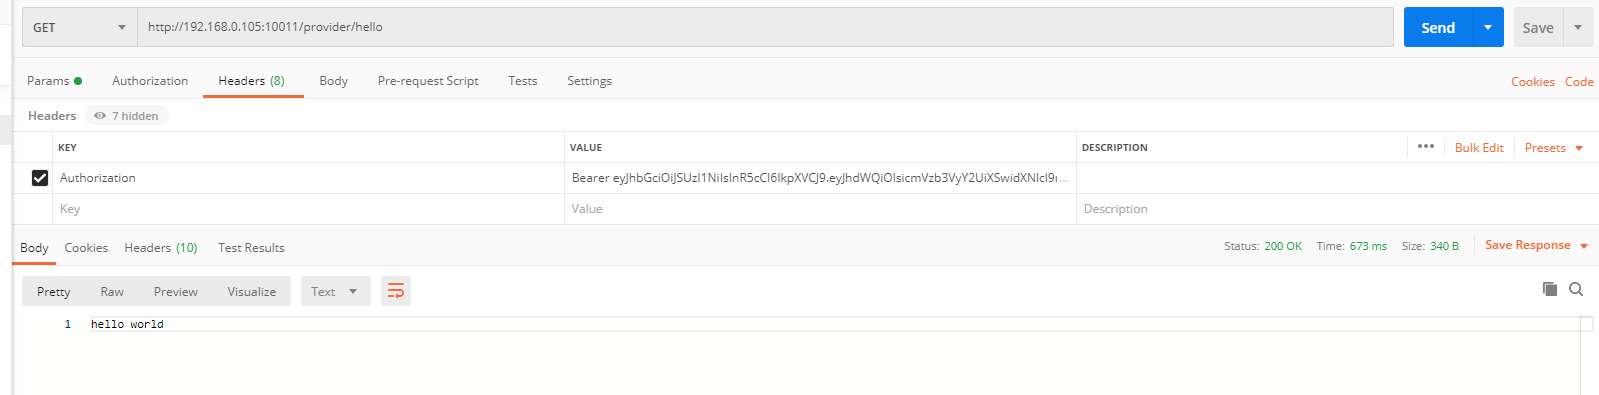 GET http://192.168.0.105:10011/provider/hello Send Save
Params Authorization Headers (8) Body Pre-request Script Tests Settings Cookies Code
Headers 7 hidden
KEY VALUE DESCRIPTION ••• Bulk Edit Presets
Authorization Bearer
Key Value Description
Body Cookies Headers (10) Test Results Status: 200 OK Time: 673 ms Size: 340 B Save Response
Pretty Raw Preview Visualize Text
1 hello world